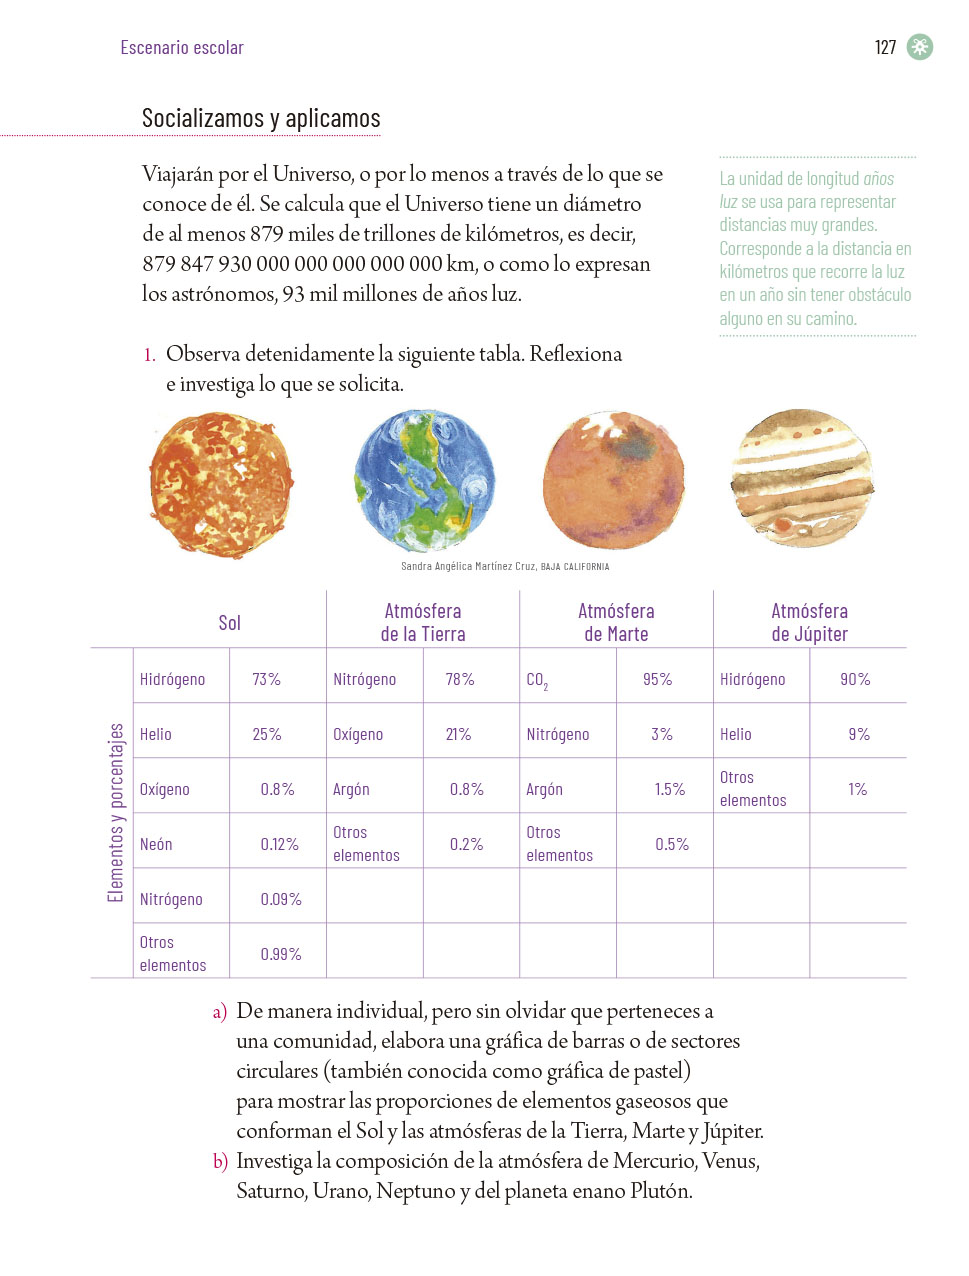 Escenario escolar
127
Socializamos y aplicamos
Viajarán por el Universo, o por lo menos a través de lo que se
conoce de él. Se calcula que el Universo tiene un diámetro
de al menos 879 miles de trillones de kilómetros, es decir,
879 847 930 000 000 000 000 000 km, o como lo expresan
los astrónomos, 93 mil millones de años luz.
La unidad de longitud años
luz se usa para representar
distancias muy grandes.
Corresponde a la distancia en
kilómetros que recorre la luz
en un año sin tener obstáculo
alguno en su camino.
1. Observa detenidamente la siguiente tabla. Reflexiona
e investiga lo que se solicita.
Sandra Angélica Martínez Cruz, BAJA CALIFORNIA
Sol
Atmósfera
de la Tierra
Atmósfera
de Marte
Atmósfera
de Júpiter
Elementos y porcentajes
Hidrógeno 73% Nitrógeno 78% CO₂ 95% Hidrógeno 90%
Helio 25% Oxígeno 21% Nitrógeno 3% Helio 9%
Oxígeno 0.8% Argón 0.8% Argón 1.5% Otros
elementos 1%
Neón 0.12% Otros
elementos 0.2% Otros
elementos 0.5%
Nitrógeno 0.09%
Otros
elementos 0.99%
a) De manera individual, pero sin olvidar que perteneces a
una comunidad, elabora una gráfica de barras o de sectores
circulares (también conocida como gráfica de pastel)
para mostrar las proporciones de elementos gaseosos que
conforman el Sol y las atmósferas de la Tierra, Marte y Júpiter.
b) Investiga la composición de la atmósfera de Mercurio, Venus,
Saturno, Urano, Neptuno y del planeta enano Plutón.